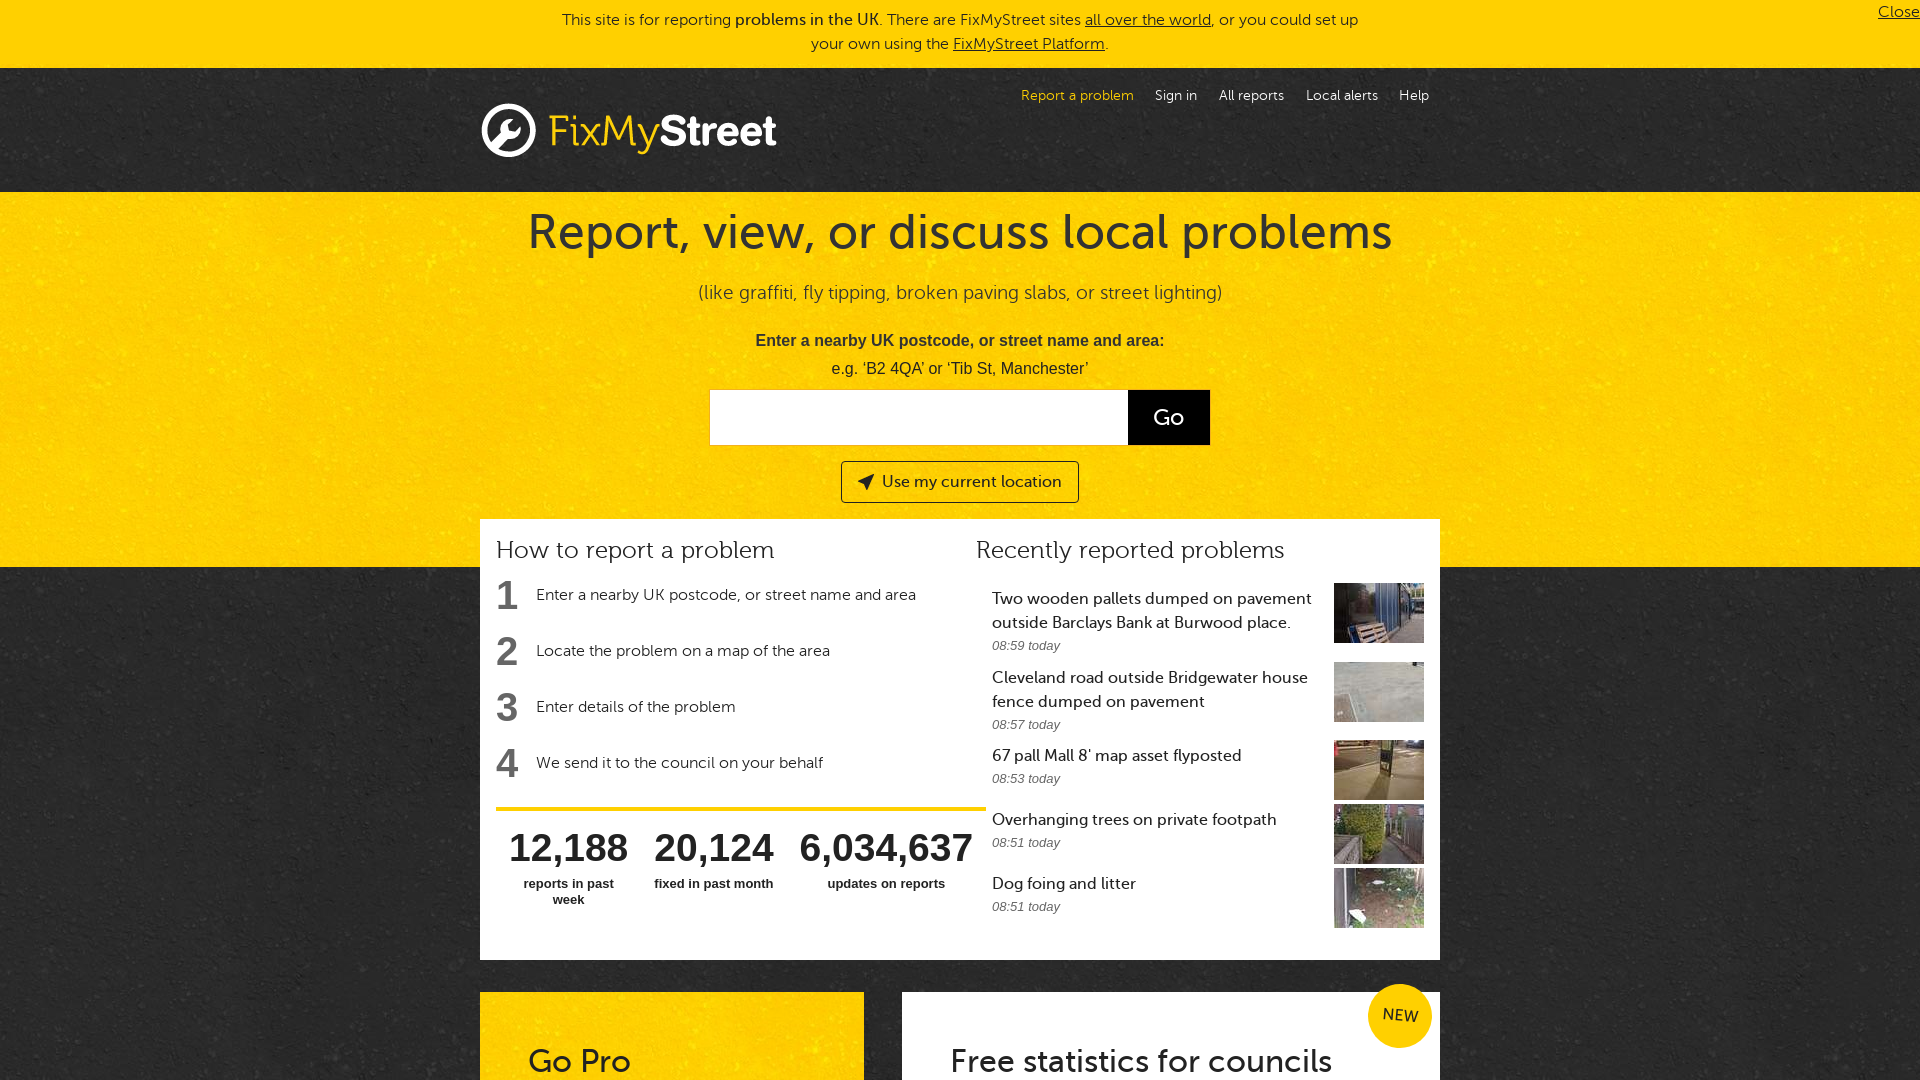 This site is for reporting problems in the UK. There are FixMyStreet sites all over the world, or you could set up
your own using the FixMyStreet Platform.
Close
FixMyStreet
Report a problem
Sign in
All reports
Local alerts
Help
Report, view, or discuss local problems
(like graffiti, fly tipping, broken paving slabs, or street lighting)
Enter a nearby UK postcode, or street name and area:
e.g. ‘B2 4QA’ or ‘Tib St, Manchester’
Go
Use my current location
How to report a problem
1 Enter a nearby UK postcode, or street name and area
2 Locate the problem on a map of the area
3 Enter details of the problem
4 We send it to the council on your behalf
12,188
reports in past
week
20,124
fixed in past month
6,034,637
updates on reports
Recently reported problems
Two wooden pallets dumped on pavement
outside Barclays Bank at Burwood place.
08:59 today
Cleveland road outside Bridgewater house
fence dumped on pavement
08:57 today
67 pall Mall 8' map asset flyposted
08:53 today
Overhanging trees on private footpath
08:51 today
Dog foing and litter
08:51 today
Go Pro
NEW
Free statistics for councils